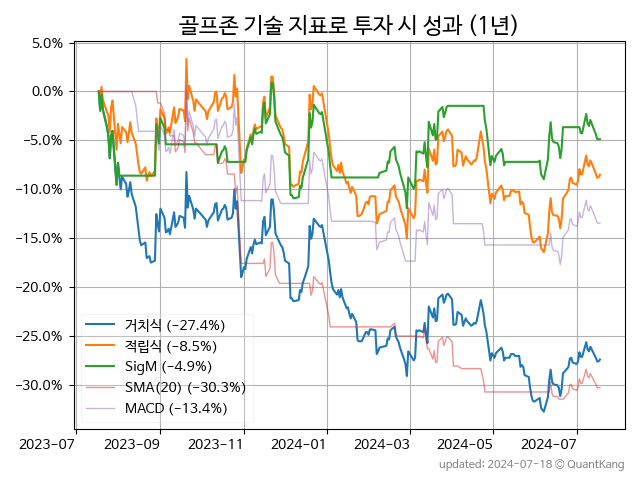 골프존 기술 지표로 투자 시 성과 (1년)
5.0%
0.0%
−5.0%
−10.0%
−15.0%
−20.0%
−25.0%
−30.0%
거치식 (−27.4%)
적립식 (−8.5%)
SigM (−4.9%)
SMA(20) (−30.3%)
MACD (−13.4%)
2023-07 2023-09 2023-11 2024-01 2024-03 2024-05 2024-07
updated: 2024-07-18 © QuantKang